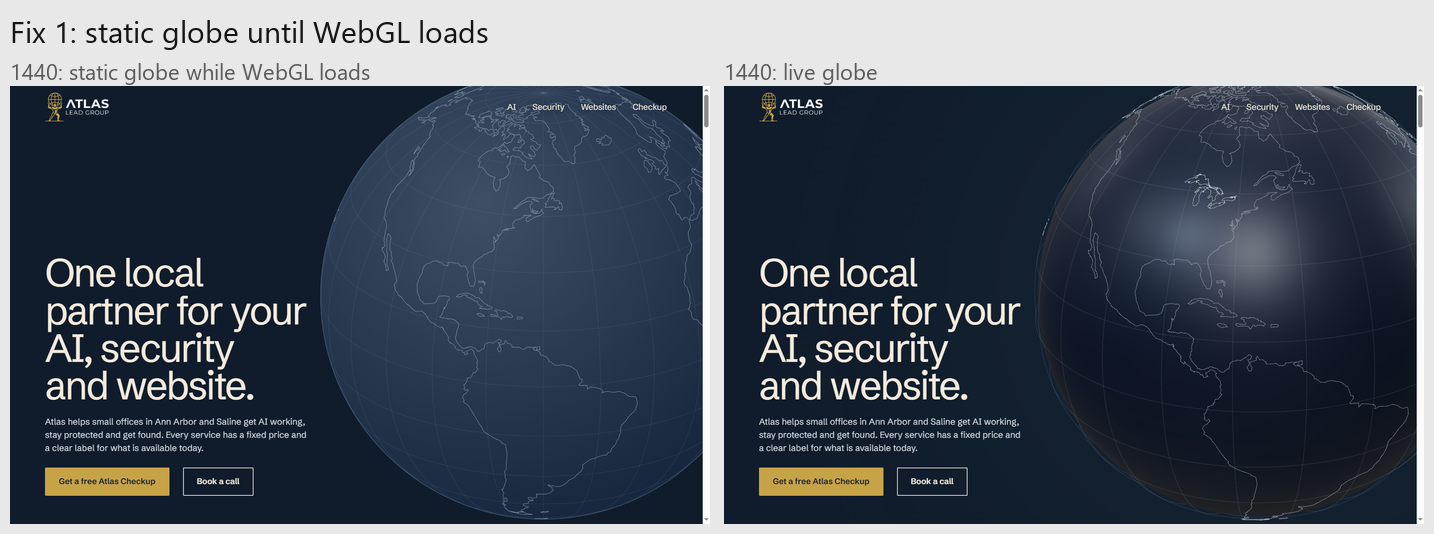 Fix 1: static globe until WebGL loads
1440: static globe while WebGL loads
ATLAS
LEAD GROUP
AI Security Websites Checkup
One local
partner for your
AI, security
and website.
Atlas helps small offices in Ann Arbor and Saline get AI working,
stay protected and get found. Every service has a fixed price and
a clear label for what is available today.
Get a free Atlas Checkup
Book a call
1440: live globe
ATLAS
LEAD GROUP
AI Security Websites Checkup
One local
partner for your
AI, security
and website.
Atlas helps small offices in Ann Arbor and Saline get AI working,
stay protected and get found. Every service has a fixed price and
a clear label for what is available today.
Get a free Atlas Checkup
Book a call